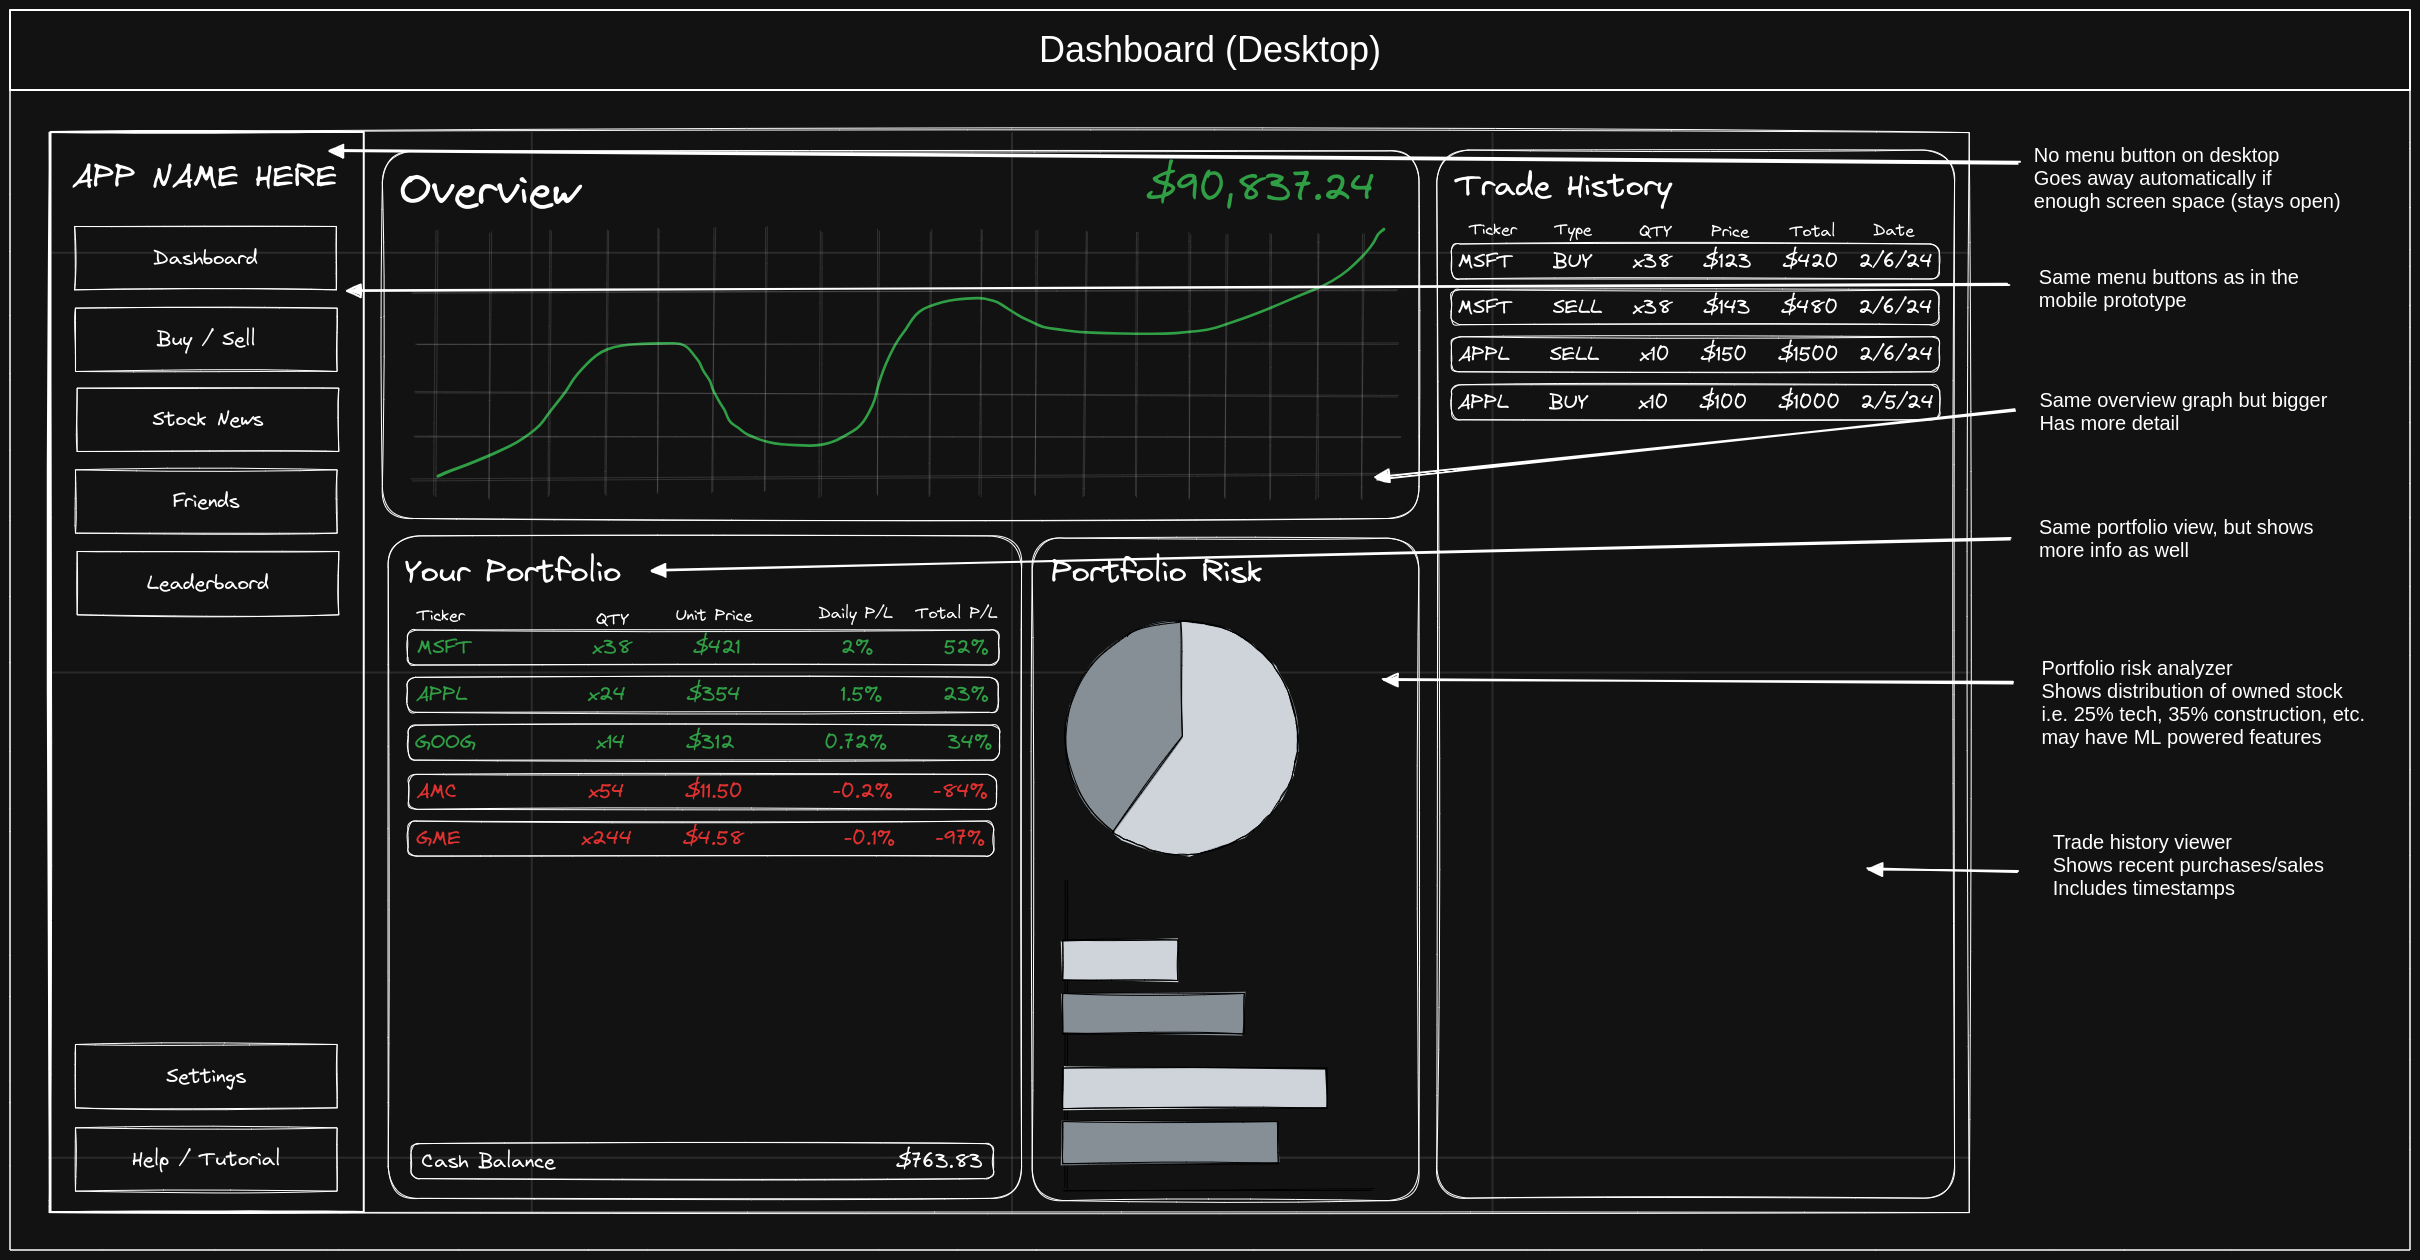 Dashboard (Desktop)
APP NAME HERE
Dashboard
Buy / Sell
Stock News
Friends
Leaderbaord
Settings
Help / Tutorial
Overview
$90,837.24
Your Portfolio
Ticker QTY Unit Price Daily P/L Total P/L
MSFT x38 $421 2% 52%
APPL x24 $354 1.5% 23%
GOOG x14 $312 0.72% 34%
AMC x54 $11.50 -0.2% -84%
GME x244 $4.58 -0.1% -97%
Cash Balance $763.83
Portfolio Risk
Trade History
Ticker Type QTY Price Total Date
MSFT BUY x38 $123 $420 2/6/24
MSFT SELL x38 $143 $480 2/6/24
APPL SELL x10 $150 $1500 2/6/24
APPL BUY x10 $100 $1000 2/5/24
No menu button on desktop
Goes away automatically if
enough screen space (stays open)
Same menu buttons as in the
mobile prototype
Same overview graph but bigger
Has more detail
Same portfolio view, but shows
more info as well
Portfolio risk analyzer
Shows distribution of owned stock
i.e. 25% tech, 35% construction, etc.
may have ML powered features
Trade history viewer
Shows recent purchases/sales
Includes timestamps